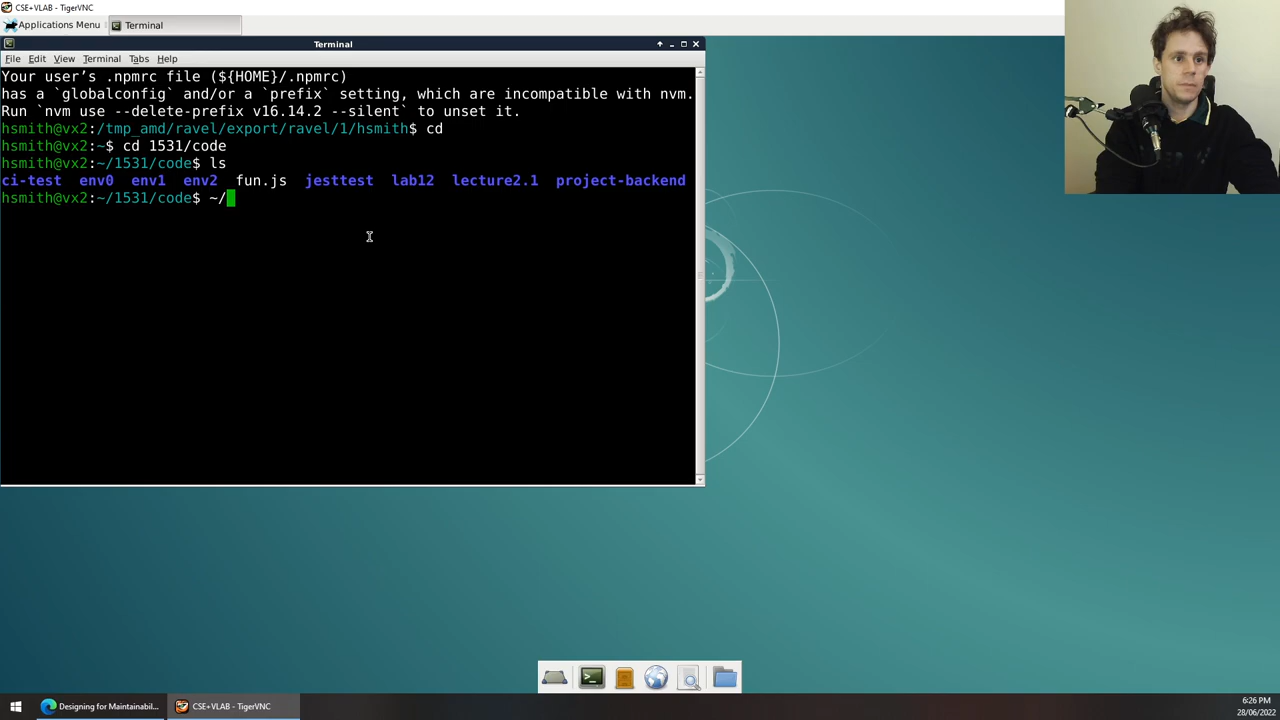 CSE+VLAB - TigerVNC
Applications Menu
Terminal
Terminal
File Edit View Terminal Tabs Help
Your user's .npmrc file (${HOME}/.npmrc)
has a `globalconfig` and/or a `prefix` setting, which are incompatible with nvm.
Run `nvm use --delete-prefix v16.14.2 --silent` to unset it.
hsmith@vx2:/tmp_amd/ravel/export/ravel/1/hsmith$ cd
hsmith@vx2:~$ cd 1531/code
hsmith@vx2:~/1531/code$ ls
ci-test env0 env1 env2 fun.js jesttest lab12 lecture2.1 project-backend
hsmith@vx2:~/1531/code$ ~/
Designing for Maintainabil...
CSE+VLAB - TigerVNC
6:26 PM
28/06/2022